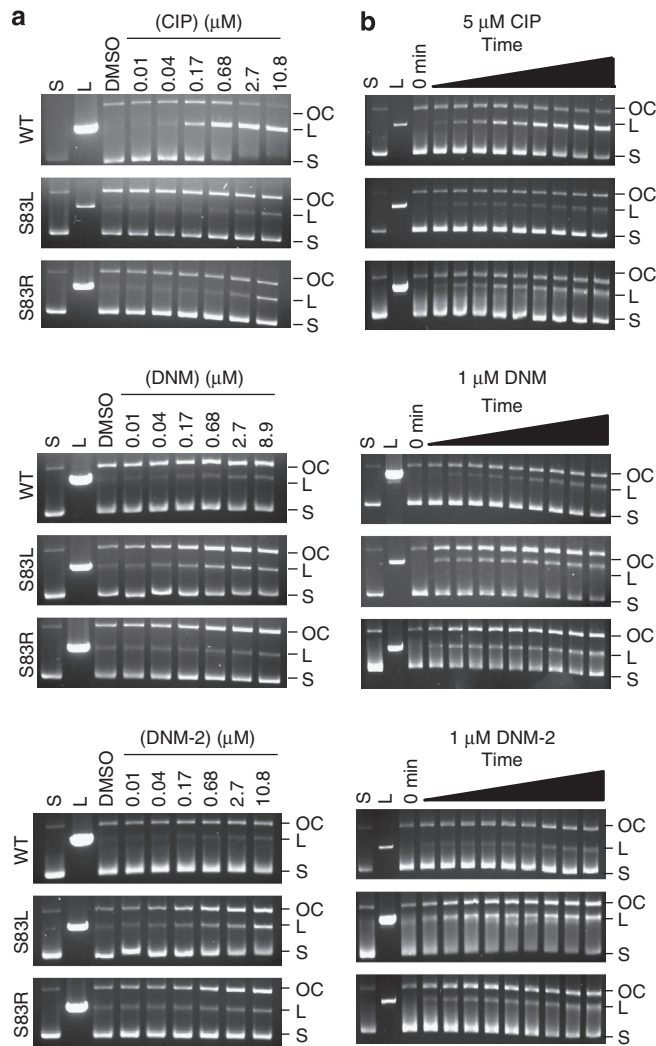 a
(CIP) (μM)
S L DMSO 0.01 0.04 0.17 0.68 2.7 10.8
WT
OC
L
S
S83L
OC
L
S
S83R
OC
L
S
(DNM) (μM)
S L DMSO 0.01 0.04 0.17 0.68 2.7 8.9
WT
OC
L
S
S83L
OC
L
S
S83R
OC
L
S
(DNM-2) (μM)
S L DMSO 0.01 0.04 0.17 0.68 2.7 10.8
WT
OC
L
S
S83L
OC
L
S
S83R
OC
L
S
b
5 μM CIP
Time
S L 0 min
OC
L
S
OC
L
S
OC
L
S
1 μM DNM
Time
S L 0 min
OC
L
S
OC
L
S
OC
L
S
1 μM DNM-2
Time
S L 0 min
OC
L
S
OC
L
S
OC
L
S